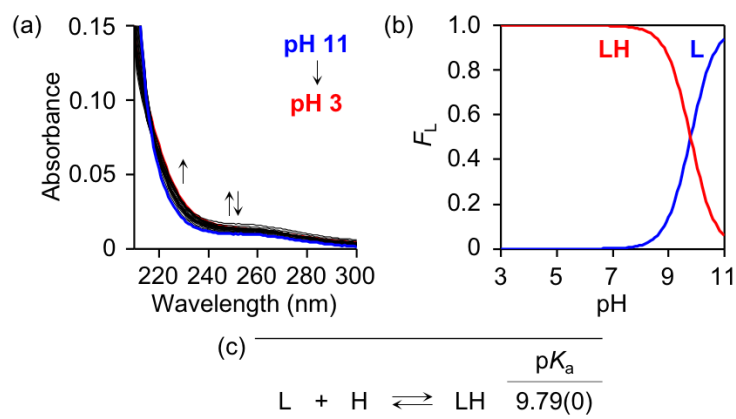 (a)
0.15
0.10
0.05
0
Absorbance
pH 11
pH 3
220 240 260 280 300
Wavelength (nm)
(b)
1.0
0.8
0.6
0.4
0.2
0
F_L
LH
L
3 5 7 9 11
pH
(c)
pKa
L + H ⇌ LH 9.79(0)